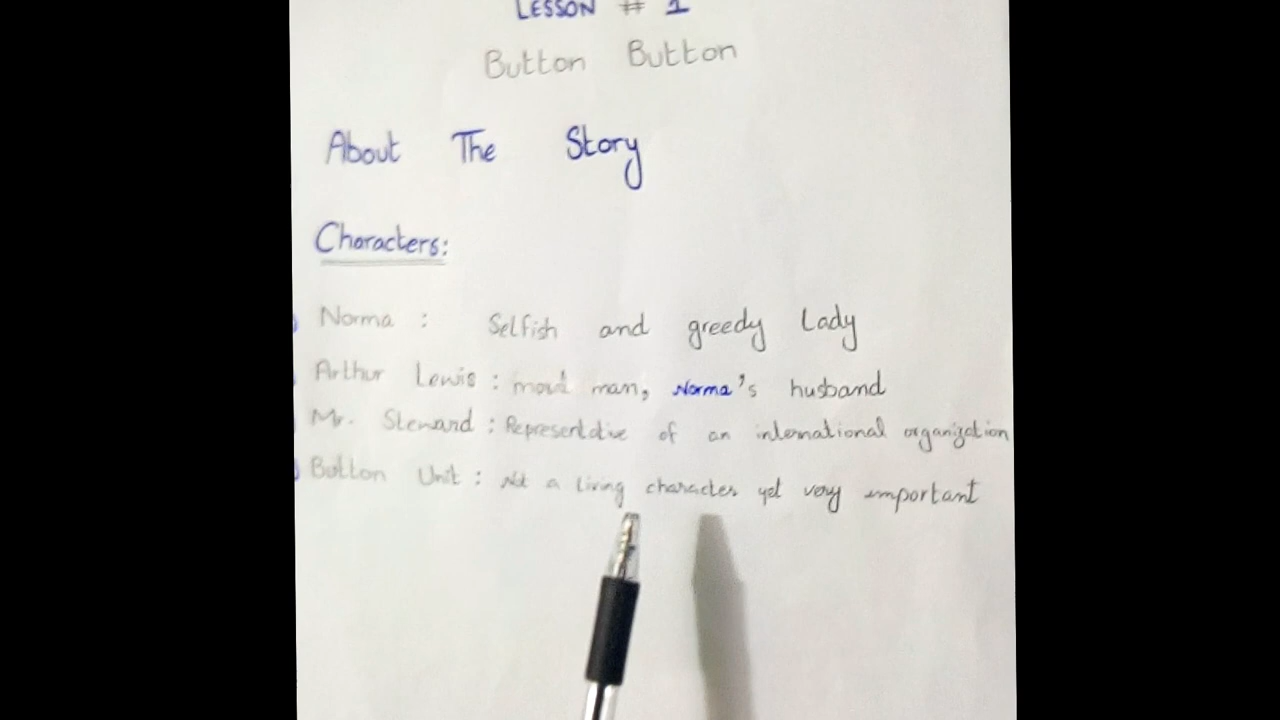 LESSON # 1
Button Button
About The Story
Characters:
Norma : Selfish and greedy Lady
Arthur Lewis : moral man, Norma's husband
Mr. Steward : Representative of an international organization
Button Unit : Not a living character yet very important